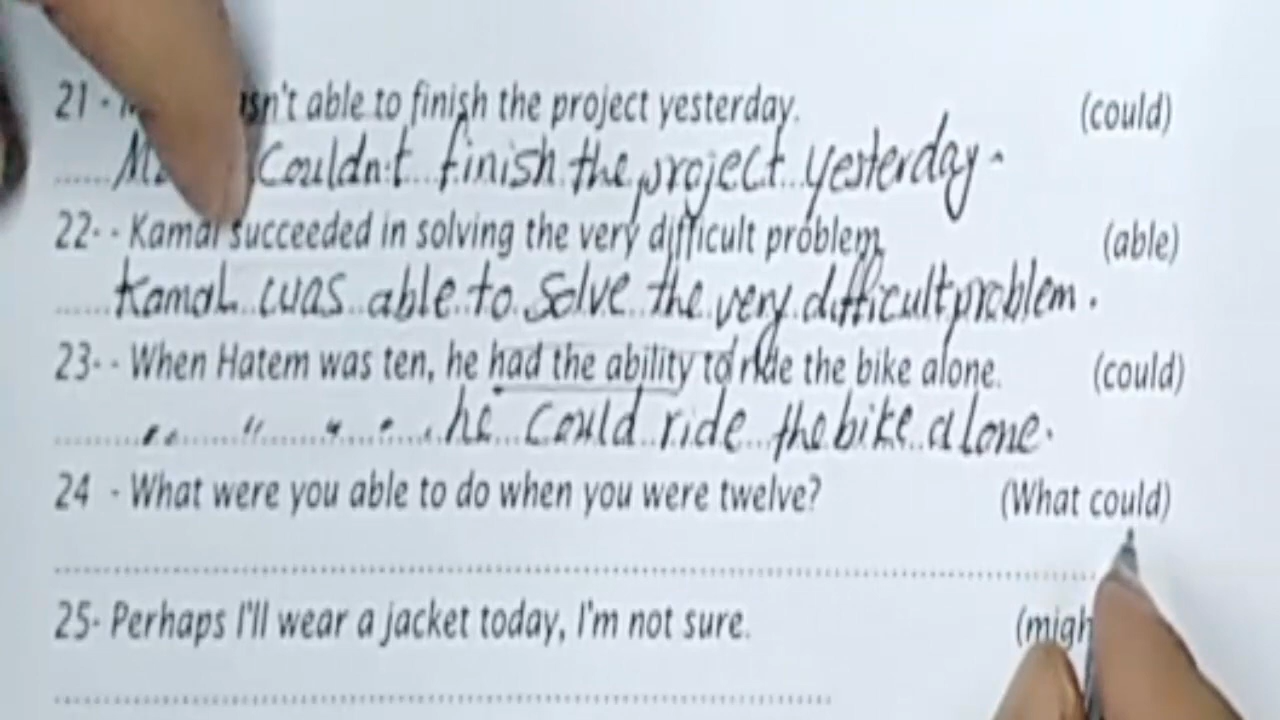 21 - able to finish the project yesterday. (could)
Couldn't finish the project yesterday.
22- - Kamal succeeded in solving the very difficult problem. (able)
Kamal was able to solve the very difficult problem.
23- - When Hatem was ten, he had the ability to ride the bike alone. (could)
" " " " he could ride the bike alone.
24 - What were you able to do when you were twelve? (What could)
25- Perhaps I'll wear a jacket today, I'm not sure.